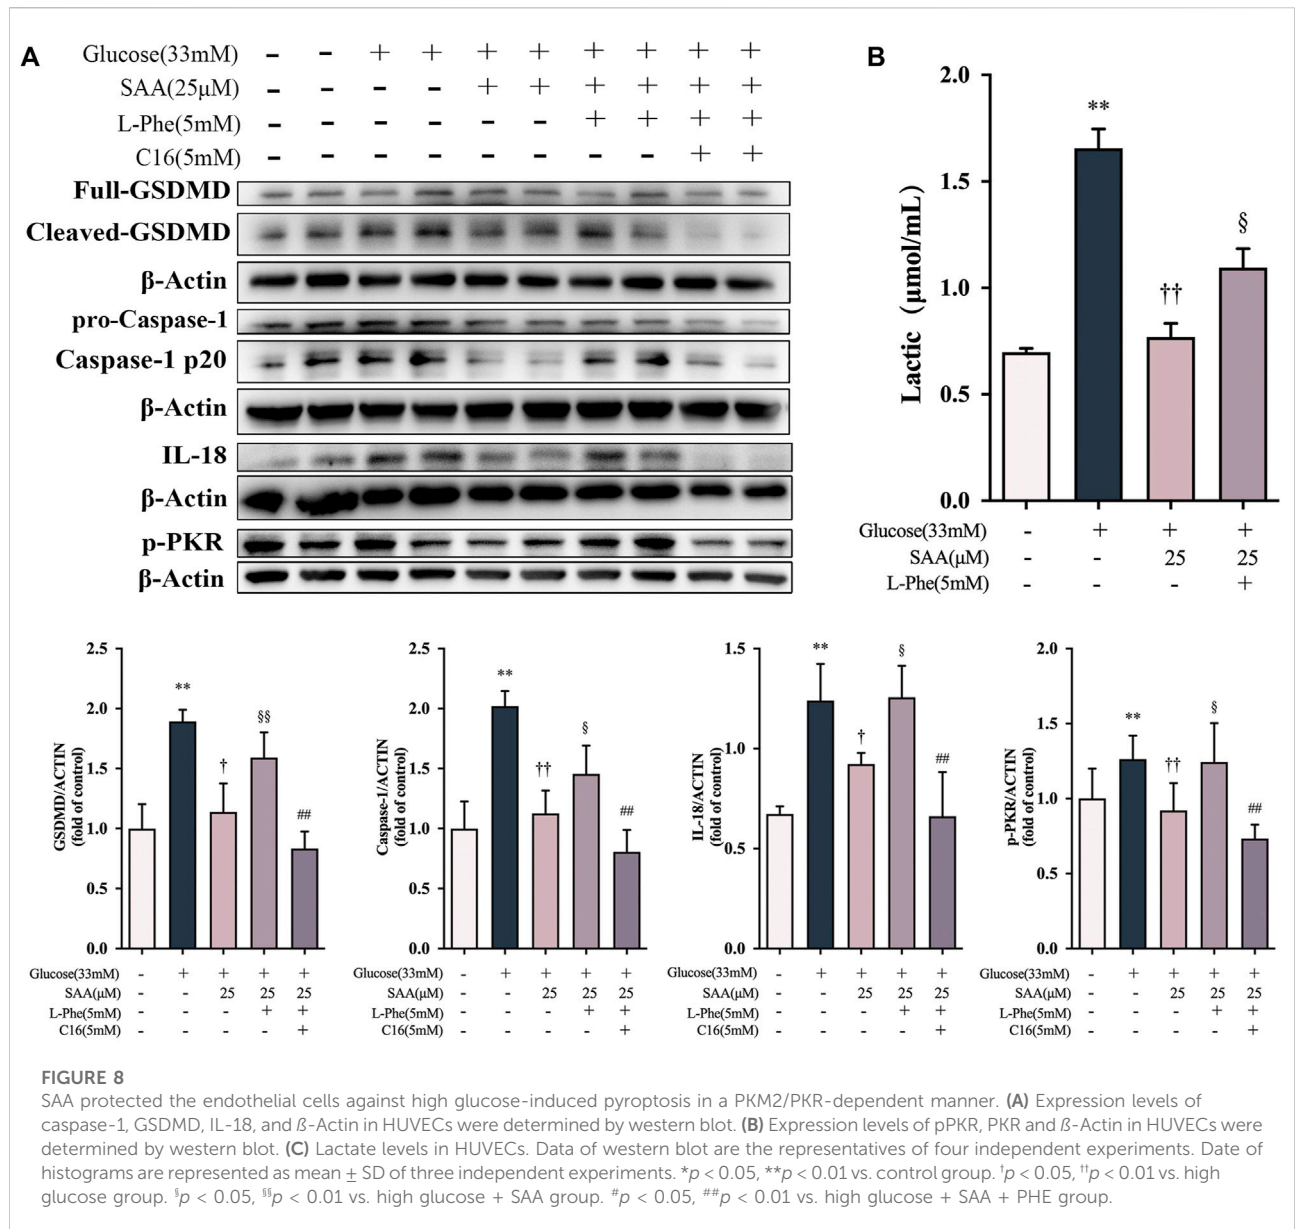 A
Glucose(33mM) - - + + + + + + + +
SAA(25μM) - - - - + + + + + +
L-Phe(5mM) - - - - - - + + + +
C16(5mM) - - - - - - - - + +
Full-GSDMD
Cleaved-GSDMD
β-Actin
pro-Caspase-1
Caspase-1 p20
β-Actin
IL-18
β-Actin
p-PKR
β-Actin
B
Lactic (μmol/mL)
2.0
1.5
1.0
0.5
0.0
**
††
§
Glucose(33mM) - + + +
SAA(μM) - - 25 25
L-Phe(5mM) - - - +
GSDMD/ACTIN
(fold of control)
2.5
2.0
1.5
1.0
0.5
0.0
**
†
§§
##
Glucose(33mM) - + + + +
SAA(μM) - - 25 25 25
L-Phe(5mM) - - - + +
C16(5mM) - - - - +
Caspase-1/ACTIN
(fold of control)
2.5
2.0
1.5
1.0
0.5
0.0
**
††
§
##
Glucose(33mM) - + + + +
SAA(μM) - - 25 25 25
L-Phe(5mM) - - - + +
C16(5mM) - - - - +
IL-18/ACTIN
(fold of control)
1.5
1.0
0.5
0.0
**
†
§
##
Glucose(33mM) - + + + +
SAA(μM) - - 25 25 25
L-Phe(5mM) - - - + +
C16(5mM) - - - - +
p-PKR/ACTIN
(fold of control)
2.0
1.5
1.0
0.5
0.0
**
††
§
##
Glucose(33mM) - + + + +
SAA(μM) - - 25 25 25
L-Phe(5mM) - - - + +
C16(5mM) - - - - +
FIGURE 8
SAA protected the endothelial cells against high glucose-induced pyroptosis in a PKM2/PKR-dependent manner. (A) Expression levels of
caspase-1, GSDMD, IL-18, and ß-Actin in HUVECs were determined by western blot. (B) Expression levels of pPKR, PKR and ß-Actin in HUVECs were
determined by western blot. (C) Lactate levels in HUVECs. Data of western blot are the representatives of four independent experiments. Date of
histograms are represented as mean ± SD of three independent experiments. *p < 0.05, **p < 0.01 vs. control group. †p < 0.05, ††p < 0.01 vs. high
glucose group. §p < 0.05, §§p < 0.01 vs. high glucose + SAA group. #p < 0.05, ##p < 0.01 vs. high glucose + SAA + PHE group.